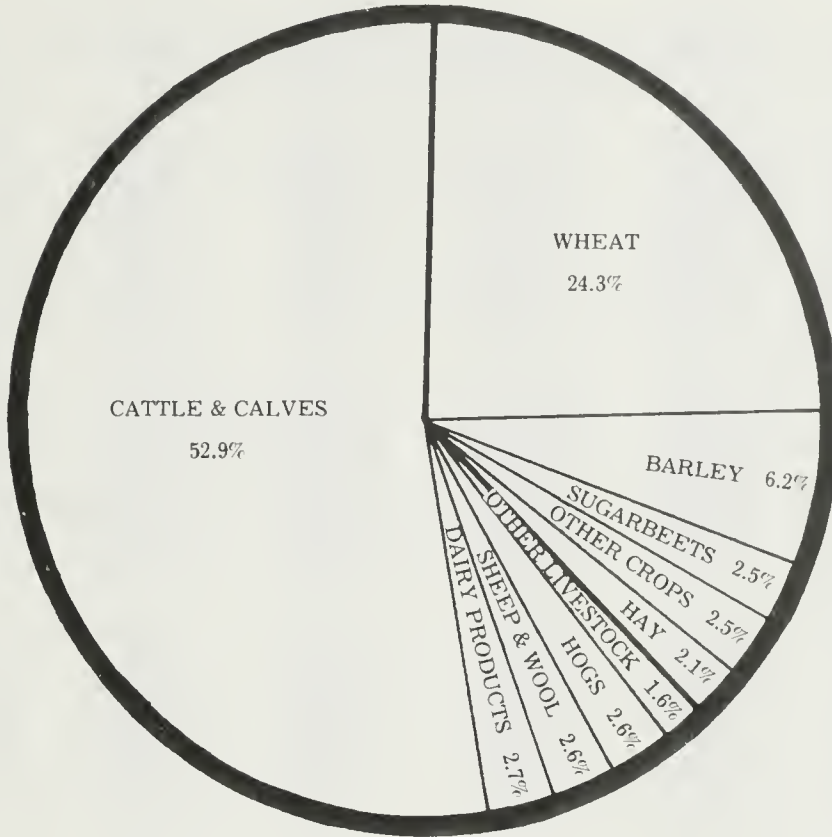 WHEAT
24.3%
CATTLE & CALVES
52.9%
BARLEY 6.2%
SUGARBEETS 2.5%
OTHER CROPS 2.5%
HAY 2.1%
OTHER LIVESTOCK 1.6%
HOGS 2.6%
SHEEP & WOOL 2.6%
DAIRY PRODUCTS 2.7%